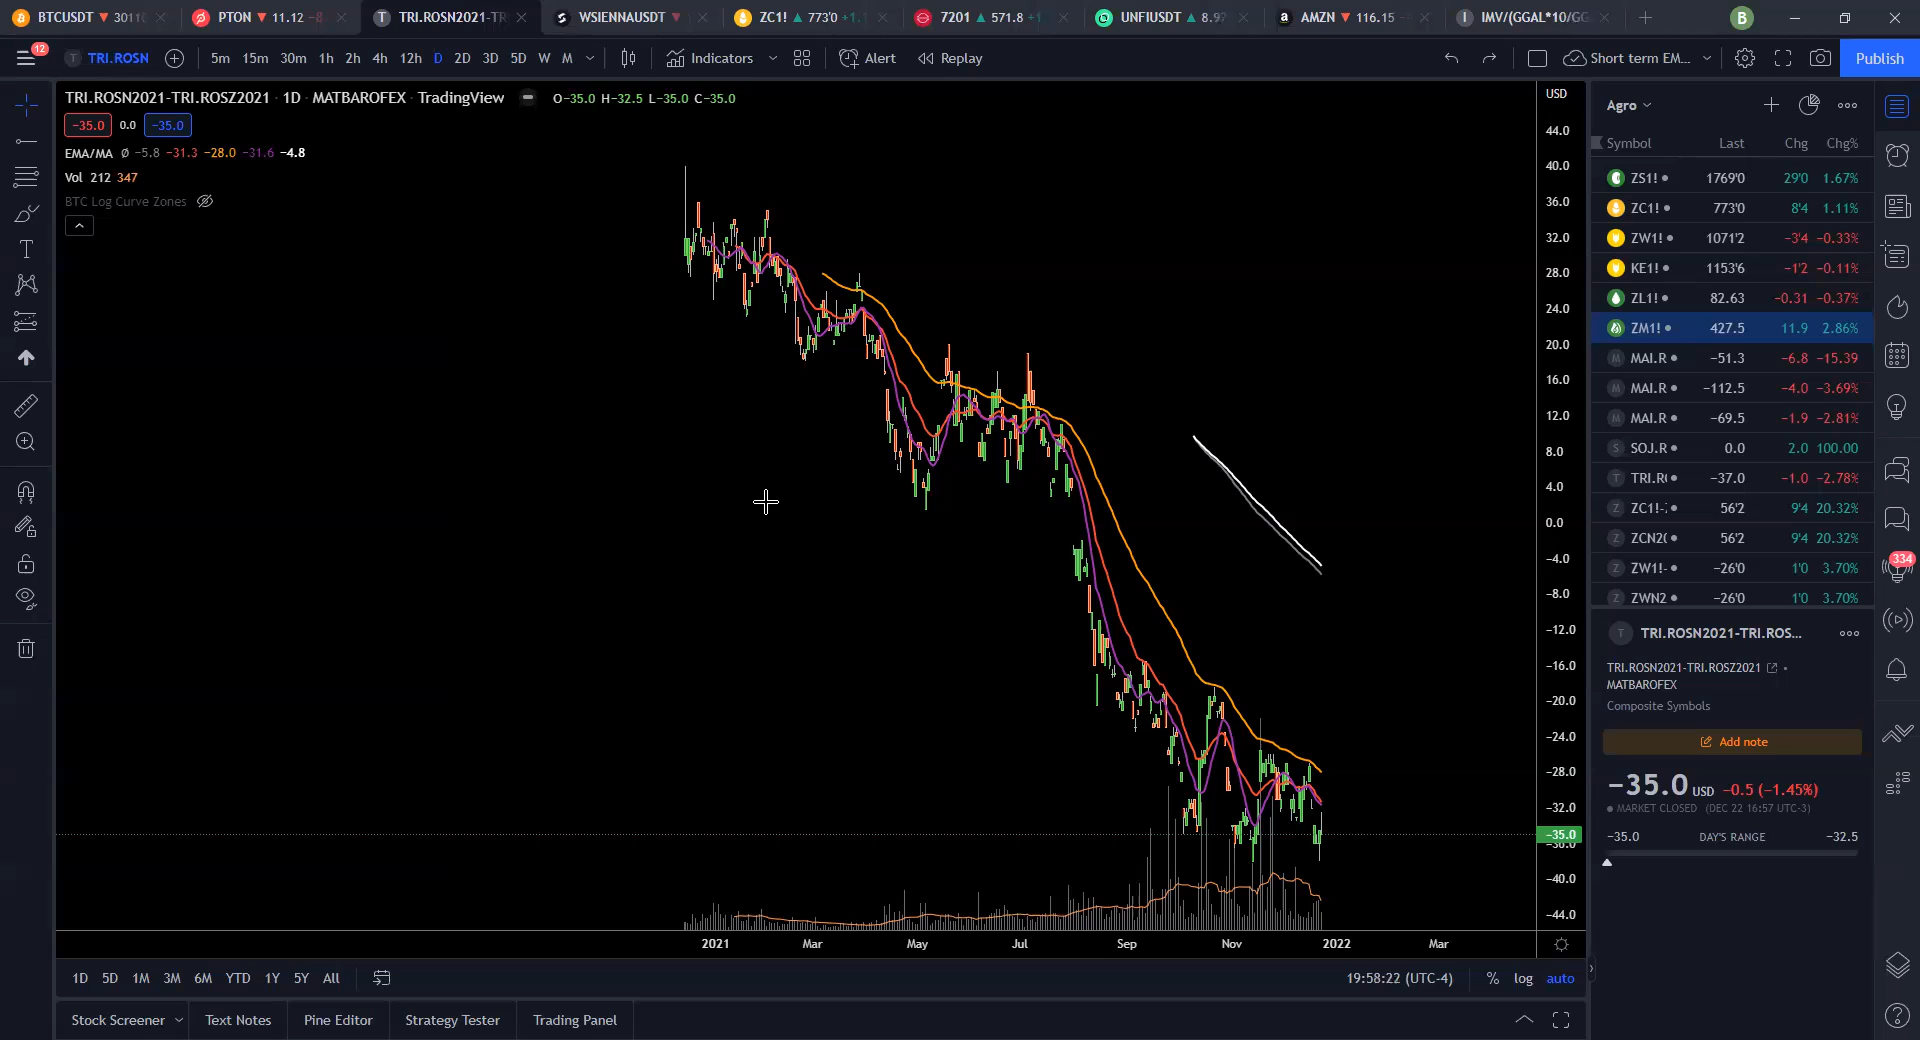 BTCUSDT ▼ 3011
PTON ▼ 11.12 −8
TRI.ROSN2021-TR
WSIENNAUSDT ▼
ZC1! ▲ 773'0 +1.
7201 ▲ 571.8 +1
UNFIUSDT ▲ 8.97
AMZN ▼ 116.15
IMV/(GGAL*10/GG
B
12
TRI.ROSN
5m 15m 30m 1h 2h 4h 12h D 2D 3D 5D W M
Indicators
Alert
Replay
Short term EM...
Publish
TRI.ROSN2021-TRI.ROSZ2021 · 1D · MATBAROFEX · TradingView
O−35.0 H−32.5 L−35.0 C−35.0
−35.0 0.0 −35.0
EMA/MA Ø −5.8 −31.3 −28.0 −31.6 −4.8
Vol 212 347
BTC Log Curve Zones
USD
44.0
40.0
36.0
32.0
28.0
24.0
20.0
16.0
12.0
8.0
4.0
0.0
−4.0
−8.0
−12.0
−16.0
−20.0
−24.0
−28.0
−32.0
−35.0
−36.0
−40.0
−44.0
2021 Mar May Jul Sep Nov 2022 Mar
1D 5D 1M 3M 6M YTD 1Y 5Y All
19:58:22 (UTC-4) % log auto
Stock Screener Text Notes Pine Editor Strategy Tester Trading Panel
Agro
Symbol Last Chg Chg%
ZS1! 1769'0 29'0 1.67%
ZC1! 773'0 8'4 1.11%
ZW1! 1071'2 −3'4 −0.33%
KE1! 1153'6 −1'2 −0.11%
ZL1! 82.63 −0.31 −0.37%
ZM1! 427.5 11.9 2.86%
M MAI.R −51.3 −6.8 −15.39
M MAI.R −112.5 −4.0 −3.69%
M MAI.R −69.5 −1.9 −2.81%
S SOJ.R 0.0 2.0 100.00
T TRI.R −37.0 −1.0 −2.78%
Z ZC1!- 56'2 9'4 20.32%
Z ZCN2 56'2 9'4 20.32%
Z ZW1!- −26'0 1'0 3.70%
Z ZWN2 −26'0 1'0 3.70%
T TRI.ROSN2021-TRI.ROS...
TRI.ROSN2021-TRI.ROSZ2021
MATBAROFEX
Composite Symbols
Add note
−35.0 USD −0.5 (−1.45%)
MARKET CLOSED (DEC 22 16:57 UTC-3)
−35.0 DAY'S RANGE −32.5
334